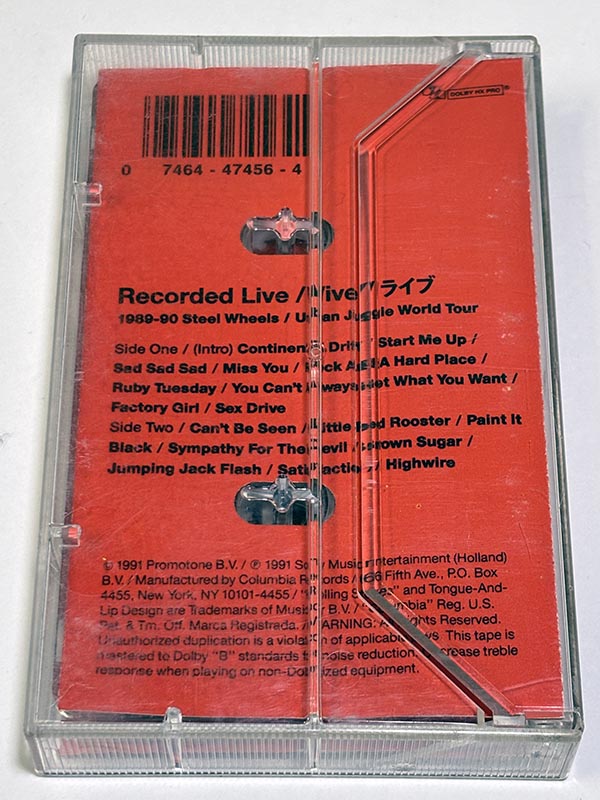 DOLBY HX PRO®
0 7464 - 47456 - 4
Recorded Live / Vive / ライブ
1989-90 Steel Wheels / Urban Jungle World Tour
Side One / (Intro) Continental Drift / Start Me Up /
Sad Sad Sad / Miss You / Rock A Hard Place /
Ruby Tuesday / You Can't Always Get What You Want /
Factory Girl / Sex Drive
Side Two / Can't Be Seen / Little Red Rooster / Paint It
Black / Sympathy For The Devil / Brown Sugar /
Jumping Jack Flash / Satisfaction / Highwire
© 1991 Promotone B.V. / ℗ 1991 Sony Music Entertainment (Holland)
B.V. / Manufactured by Columbia Records / 666 Fifth Ave., P.O. Box
4455, New York, NY 10101-4455 / "Rolling Stones" and Tongue-And-
Lip Design are Trademarks of Musidor B.V. / "Columbia" Reg. U.S.
Pat. & Tm. Off. Marca Registrada. / WARNING: All Rights Reserved.
Unauthorized duplication is a violation of applicable laws. This tape is
mastered to Dolby "B" standards for noise reduction. Decrease treble
response when playing on non-Dolbyized equipment.